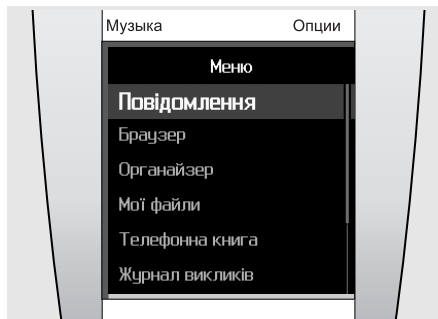 Музыка Опции
Меню
Повідомлення
Браузер
Органайзер
Мої файли
Телефонна книга
Журнал викликів